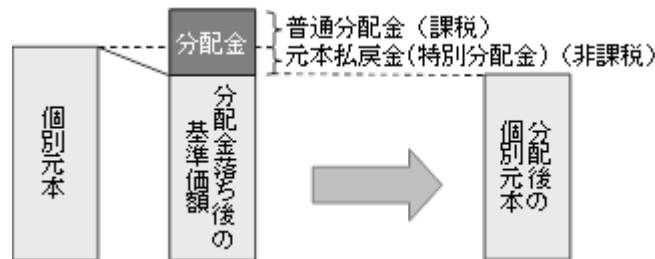 分配金
普通分配金（課税）
元本払戻金(特別分配金)（非課税）
個別元本
分配金落ち後の
基準価額
分配後の
個別元本